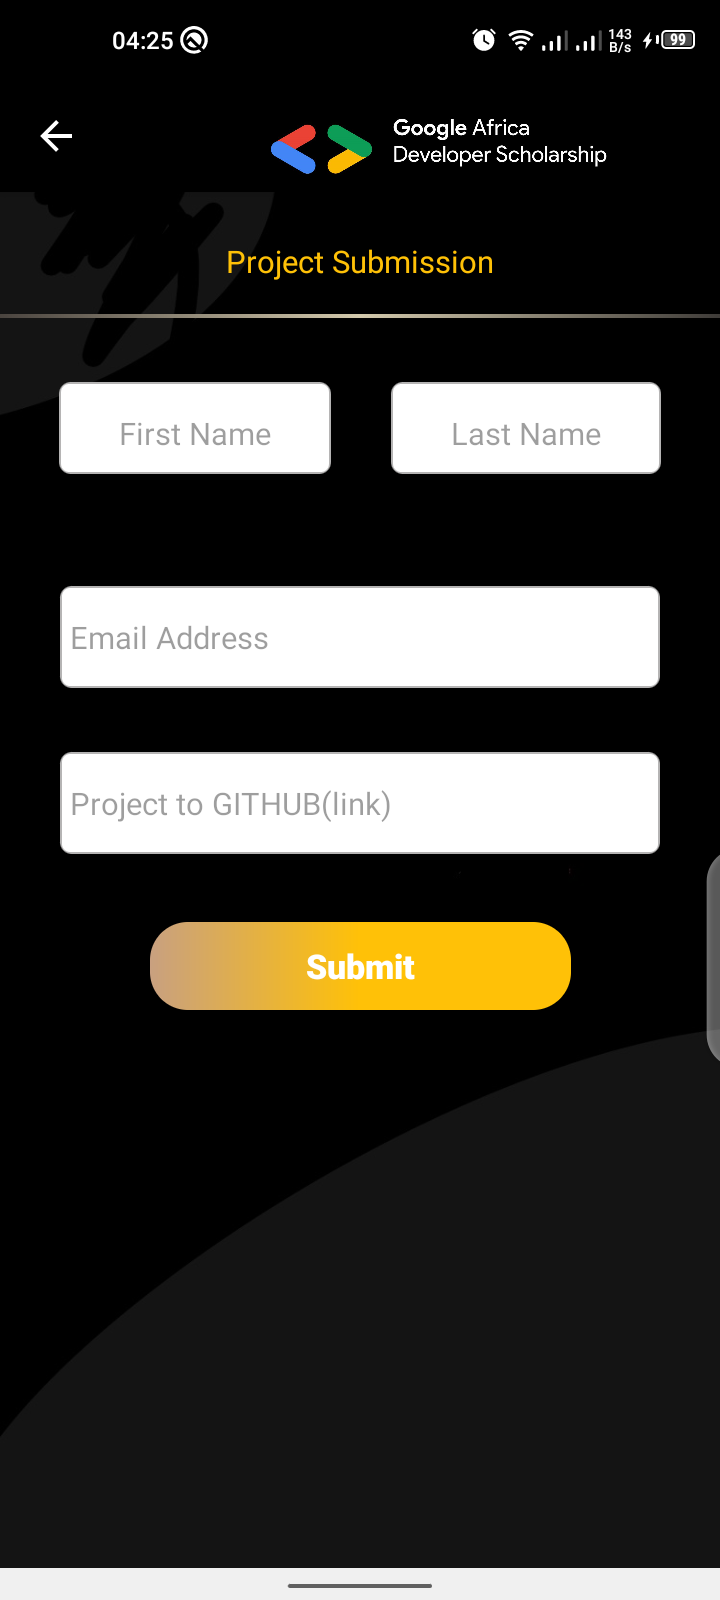 04:25
143
B/s
99
Google Africa
Developer Scholarship
Project Submission
First Name
Last Name
Email Address
Project to GITHUB(link)
Submit